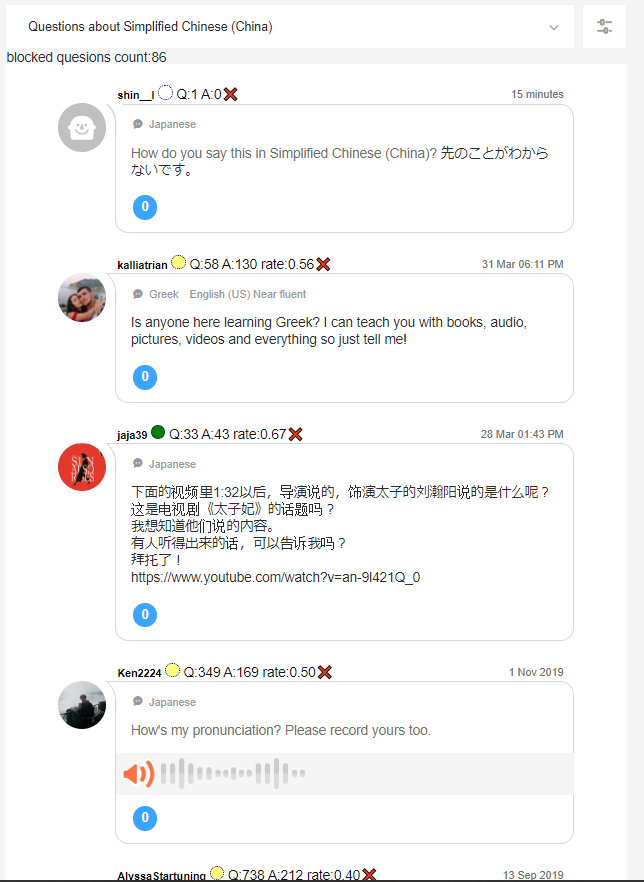 Questions about Simplified Chinese (China)
blocked quesions count:86
shin__l Q:1 A:0 15 minutes
Japanese
How do you say this in Simplified Chinese (China)? 先のことがわから
ないです。
0
kalliatrian Q:58 A:130 rate:0.56 31 Mar 06:11 PM
Greek English (US) Near fluent
Is anyone here learning Greek? I can teach you with books, audio,
pictures, videos and everything so just tell me!
0
jaja39 Q:33 A:43 rate:0.67 28 Mar 01:43 PM
Japanese
下面的视频里1:32以后，导演说的，饰演太子的刘瀚阳说的是什么呢？
这是电视剧《太子妃》的话题吗？
我想知道他们说的内容。
有人听得出来的话，可以告诉我吗？
拜托了！
https://www.youtube.com/watch?v=an-9l421Q_0
0
Ken2224 Q:349 A:169 rate:0.50 1 Nov 2019
Japanese
How's my pronunciation? Please record yours too.
0
AlyssaStartuning Q:738 A:212 rate:0.40 13 Sep 2019